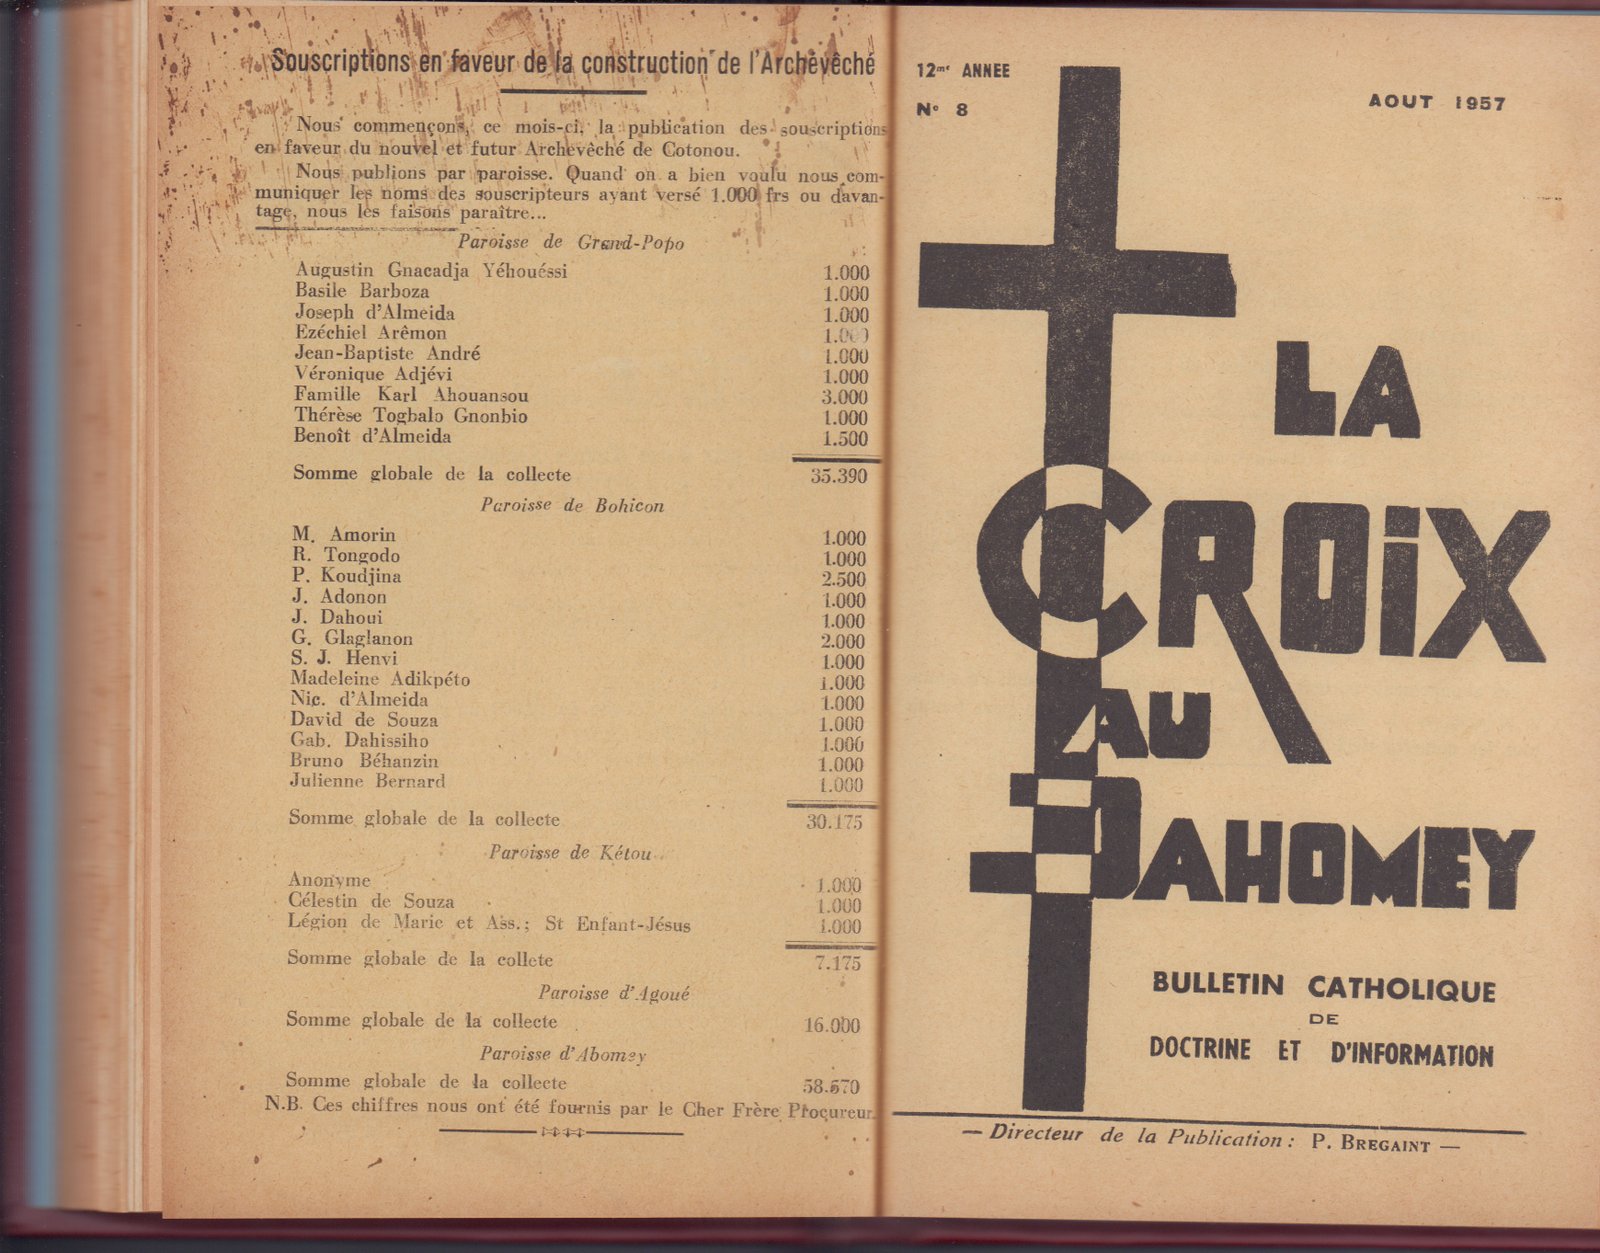 Souscriptions en faveur de la construction de l'Archevêché
Nous commençons, ce mois-ci, la publication des souscriptions
en faveur du nouvel et futur Archevêché de Cotonou.
Nous publions par paroisse. Quand on a bien voulu nous com-
muniquer les noms des souscripteurs ayant versé 1.000 frs ou davan-
tage, nous les faisons paraître...
Paroisse de Grand-Popo
Augustin Gnacadja Yéhouéssi 1.000
Basile Barboza 1.000
Joseph d'Almeida 1.000
Ezéchiel Arêmon 1.000
Jean-Baptiste André 1.000
Véronique Adjévi 1.000
Famille Karl Ahouansou 3.000
Thérèse Togbalo Gnonbio 1.000
Benoît d'Almeida 1.500
Somme globale de la collecte 35.390
Paroisse de Bohicon
M. Amorin 1.000
R. Tongodo 1.000
P. Koudjina 2.500
J. Adonon 1.000
J. Dahoui 1.000
G. Glaglanon 2.000
S. J. Henvi 1.000
Madeleine Adikpéto 1.000
Nic. d'Almeida 1.000
David de Souza 1.000
Gab. Dahissiho 1.000
Bruno Béhanzin 1.000
Julienne Bernard 1.000
Somme globale de la collecte 30.175
Paroisse de Kétou
Anonyme 1.000
Célestin de Souza 1.000
Légion de Marie et Ass.; St Enfant-Jésus 1.000
Somme globale de la collete 7.175
Paroisse d'Agoué
Somme globale de la collecte 16.000
Paroisse d'Abomey
Somme globale de la collecte 58.570
N.B. Ces chiffres nous ont été fournis par le Cher Frère Procureur.
12me ANNEE
N° 8
AOUT 1957
LA
CROIX
AU
DAHOMEY
BULLETIN CATHOLIQUE
DE
DOCTRINE ET D'INFORMATION
— Directeur de la Publication : P. BREGAINT —